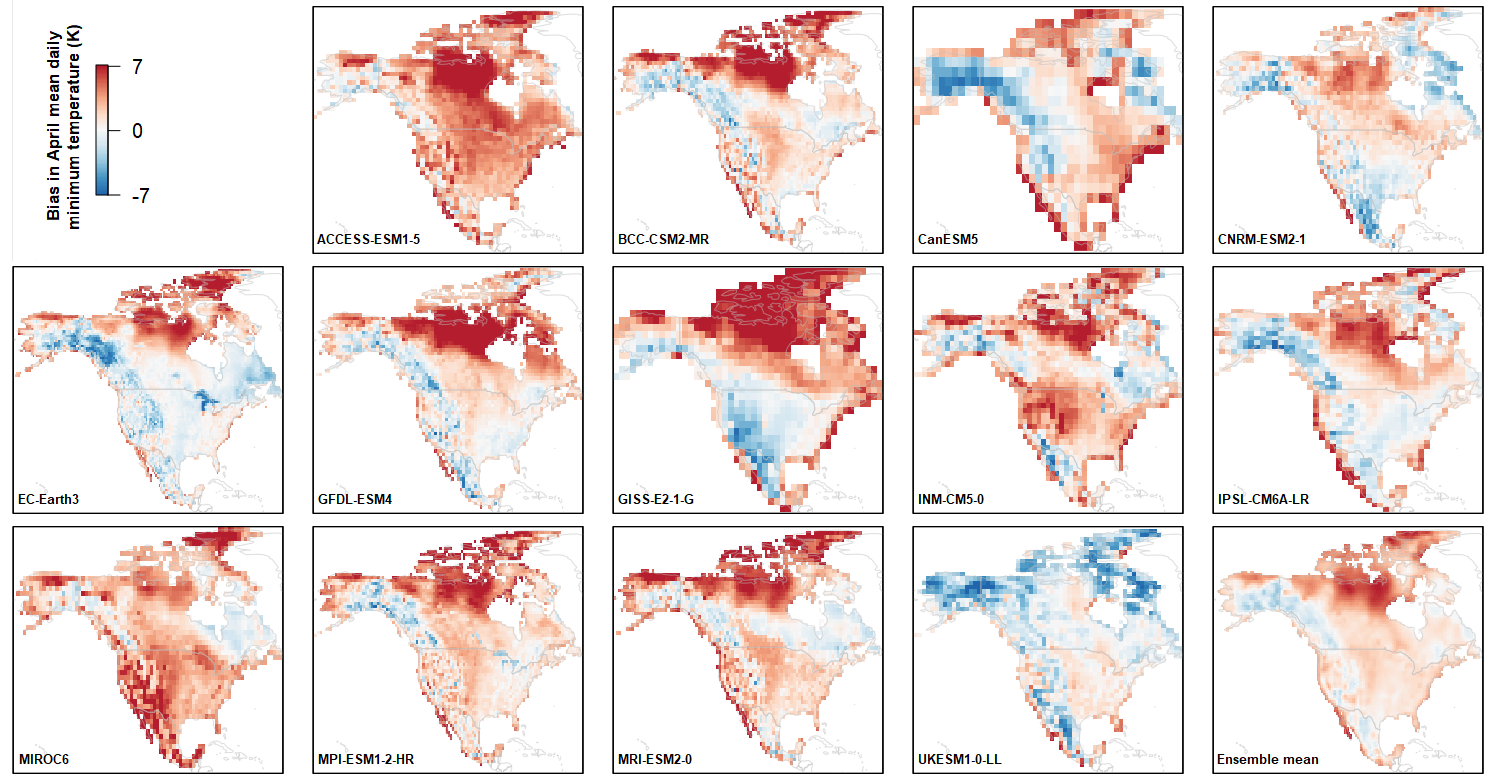 Bias in April mean daily
minimum temperature (K)
7
0
-7
ACCESS-ESM1-5
BCC-CSM2-MR
CanESM5
CNRM-ESM2-1
EC-Earth3
GFDL-ESM4
GISS-E2-1-G
INM-CM5-0
IPSL-CM6A-LR
MIROC6
MPI-ESM1-2-HR
MRI-ESM2-0
UKESM1-0-LL
Ensemble mean